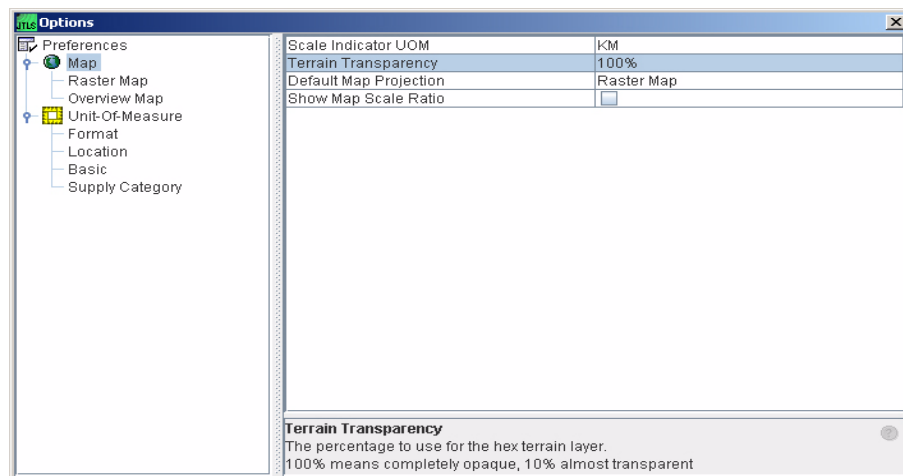 JTLS Options
Preferences
Map
Raster Map
Overview Map
Unit-Of-Measure
Format
Location
Basic
Supply Category
Scale Indicator UOM KM
Terrain Transparency 100%
Default Map Projection Raster Map
Show Map Scale Ratio
Terrain Transparency
The percentage to use for the hex terrain layer.
100% means completely opaque, 10% almost transparent